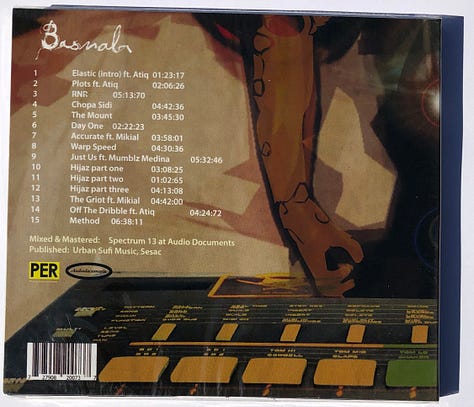 Basmala
1 Elastic (intro) ft. Atiq 01:23:17
2 Plots ft. Atiq 02:06:26
3 RNR 05:13:70
4 Chopa Sidi 04:42:36
5 The Mount 03:45:30
6 Day One 02:22:23
7 Accurate ft. Mikial 03:58:01
8 Warp Speed 04:30:36
9 Just Us ft. Mumblz Medina 05:32:46
10 Hijaz part one 03:08:25
11 Hijaz part two 01:02:65
12 Hijaz part three 04:13:08
13 The Griot ft. Mikial 04:42:00
14 Off The Dribble ft. Atiq 04:24:72
15 Method 06:38:11
Mixed & Mastered: Spectrum 13 at Audio Documents
Published: Urban Sufi Music, Sesac
PER